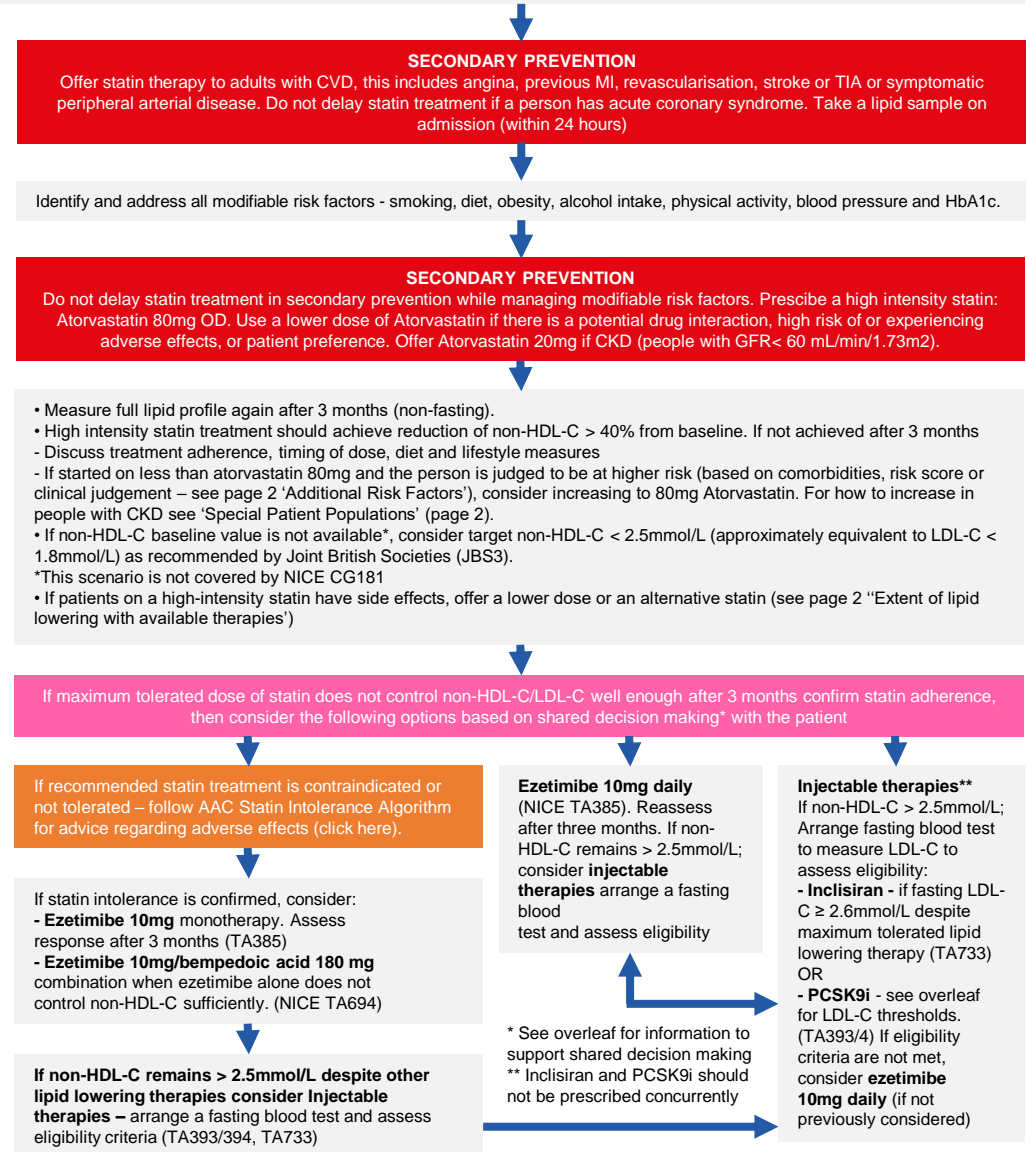 SECONDARY PREVENTION
Offer statin therapy to adults with CVD, this includes angina, previous MI, revascularisation, stroke or TIA or symptomatic
peripheral arterial disease. Do not delay statin treatment if a person has acute coronary syndrome. Take a lipid sample on
admission (within 24 hours)
Identify and address all modifiable risk factors - smoking, diet, obesity, alcohol intake, physical activity, blood pressure and HbA1c.
SECONDARY PREVENTION
Do not delay statin treatment in secondary prevention while managing modifiable risk factors. Prescibe a high intensity statin:
Atorvastatin 80mg OD. Use a lower dose of Atorvastatin if there is a potential drug interaction, high risk of or experiencing
adverse effects, or patient preference. Offer Atorvastatin 20mg if CKD (people with GFR< 60 mL/min/1.73m2).
• Measure full lipid profile again after 3 months (non-fasting).
• High intensity statin treatment should achieve reduction of non-HDL-C > 40% from baseline. If not achieved after 3 months
- Discuss treatment adherence, timing of dose, diet and lifestyle measures
- If started on less than atorvastatin 80mg and the person is judged to be at higher risk (based on comorbidities, risk score or
clinical judgement – see page 2 'Additional Risk Factors'), consider increasing to 80mg Atorvastatin. For how to increase in
people with CKD see 'Special Patient Populations' (page 2).
• If non-HDL-C baseline value is not available*, consider target non-HDL-C < 2.5mmol/L (approximately equivalent to LDL-C <
1.8mmol/L) as recommended by Joint British Societies (JBS3).
*This scenario is not covered by NICE CG181
• If patients on a high-intensity statin have side effects, offer a lower dose or an alternative statin (see page 2 ''Extent of lipid
lowering with available therapies')
If maximum tolerated dose of statin does not control non-HDL-C/LDL-C well enough after 3 months confirm statin adherence,
then consider the following options based on shared decision making* with the patient
If recommended statin treatment is contraindicated or
not tolerated – follow AAC Statin Intolerance Algorithm
for advice regarding adverse effects (click here).
If statin intolerance is confirmed, consider:
- Ezetimibe 10mg monotherapy. Assess
response after 3 months (TA385)
- Ezetimibe 10mg/bempedoic acid 180 mg
combination when ezetimibe alone does not
control non-HDL-C sufficiently. (NICE TA694)
If non-HDL-C remains > 2.5mmol/L despite other
lipid lowering therapies consider Injectable
therapies – arrange a fasting blood test and assess
eligibility criteria (TA393/394, TA733)
Ezetimibe 10mg daily
(NICE TA385). Reassess
after three months. If non-
HDL-C remains > 2.5mmol/L;
consider injectable
therapies arrange a fasting
blood
test and assess eligibility
* See overleaf for information to
support shared decision making
** Inclisiran and PCSK9i should
not be prescribed concurrently
Injectable therapies**
If non-HDL-C > 2.5mmol/L;
Arrange fasting blood test
to measure LDL-C to
assess eligibility:
- Inclisiran - if fasting LDL-
C ≥ 2.6mmol/L despite
maximum tolerated lipid
lowering therapy (TA733)
OR
- PCSK9i - see overleaf
for LDL-C thresholds.
(TA393/4) If eligibility
criteria are not met,
consider ezetimibe
10mg daily (if not
previously considered)